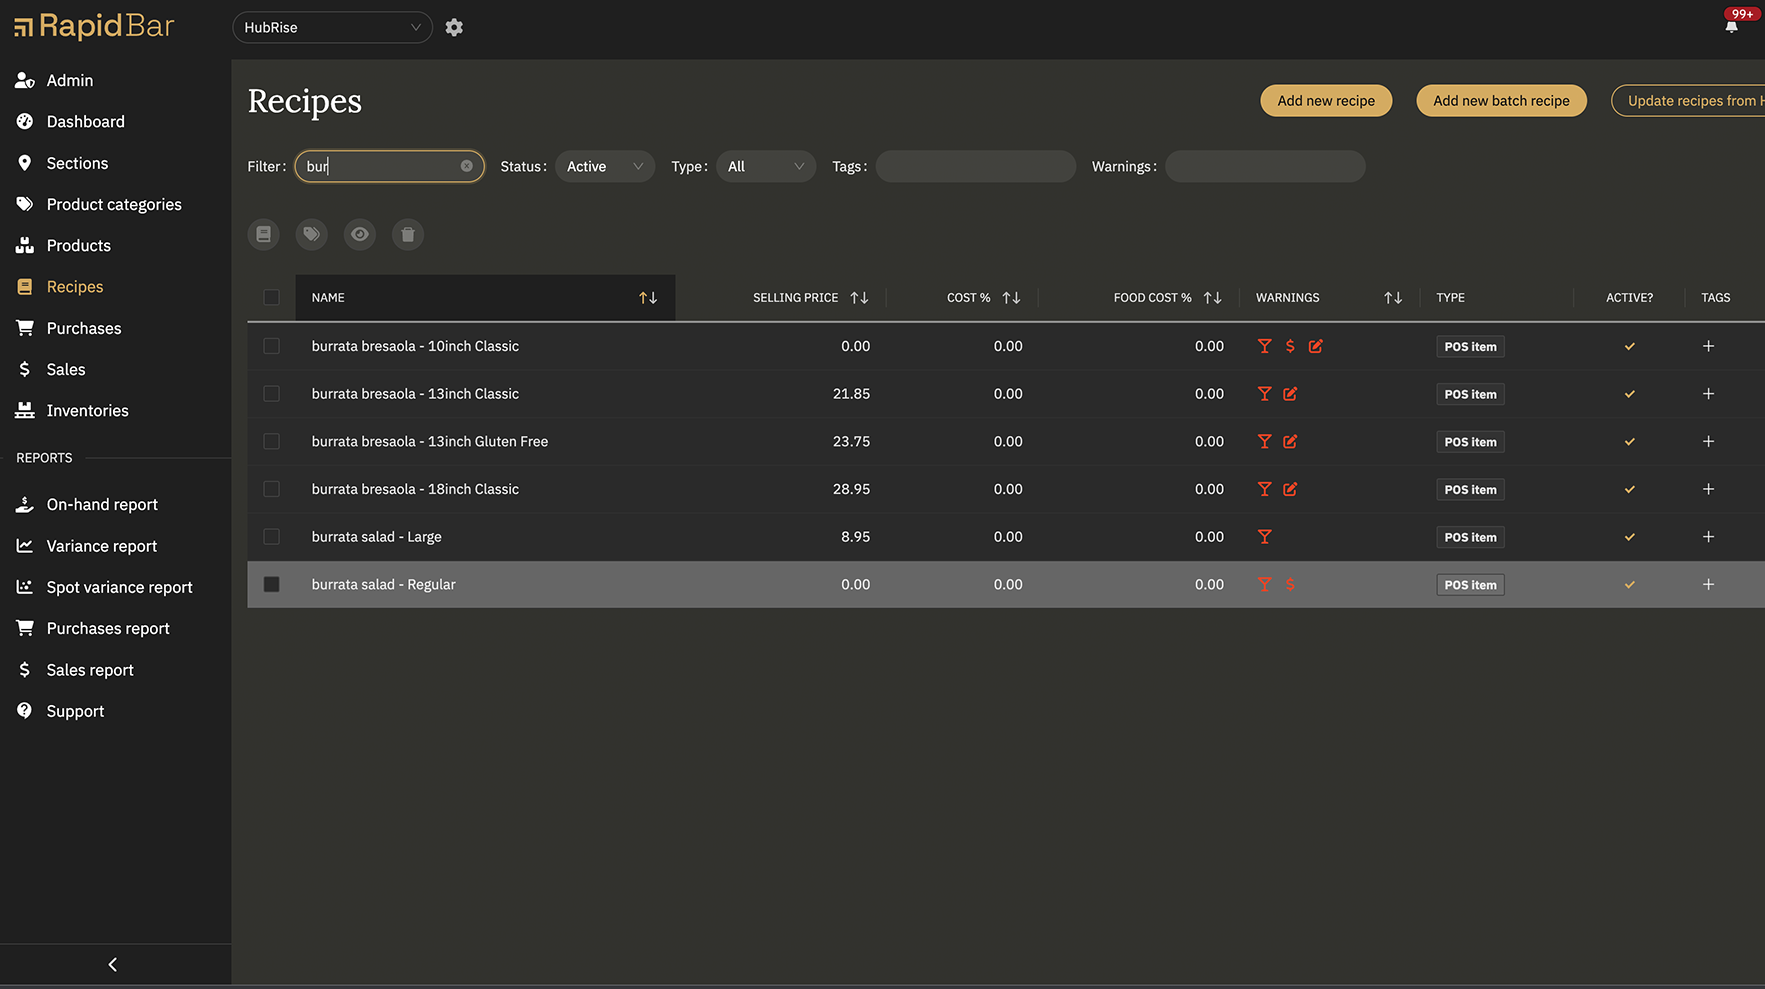 RapidBar
HubRise
99+
Admin
Dashboard
Sections
Product categories
Products
Recipes
Purchases
Sales
Inventories
REPORTS
On-hand report
Variance report
Spot variance report
Purchases report
Sales report
Support
Recipes
Add new recipe
Add new batch recipe
Update recipes from H
Filter: bur Status: Active Type: All Tags: Warnings:
NAME SELLING PRICE COST % FOOD COST % WARNINGS TYPE ACTIVE? TAGS
burrata bresaola - 10inch Classic 0.00 0.00 0.00 $ POS item +
burrata bresaola - 13inch Classic 21.85 0.00 0.00 POS item +
burrata bresaola - 13inch Gluten Free 23.75 0.00 0.00 POS item +
burrata bresaola - 18inch Classic 28.95 0.00 0.00 POS item +
burrata salad - Large 8.95 0.00 0.00 POS item +
burrata salad - Regular 0.00 0.00 0.00 $ POS item +